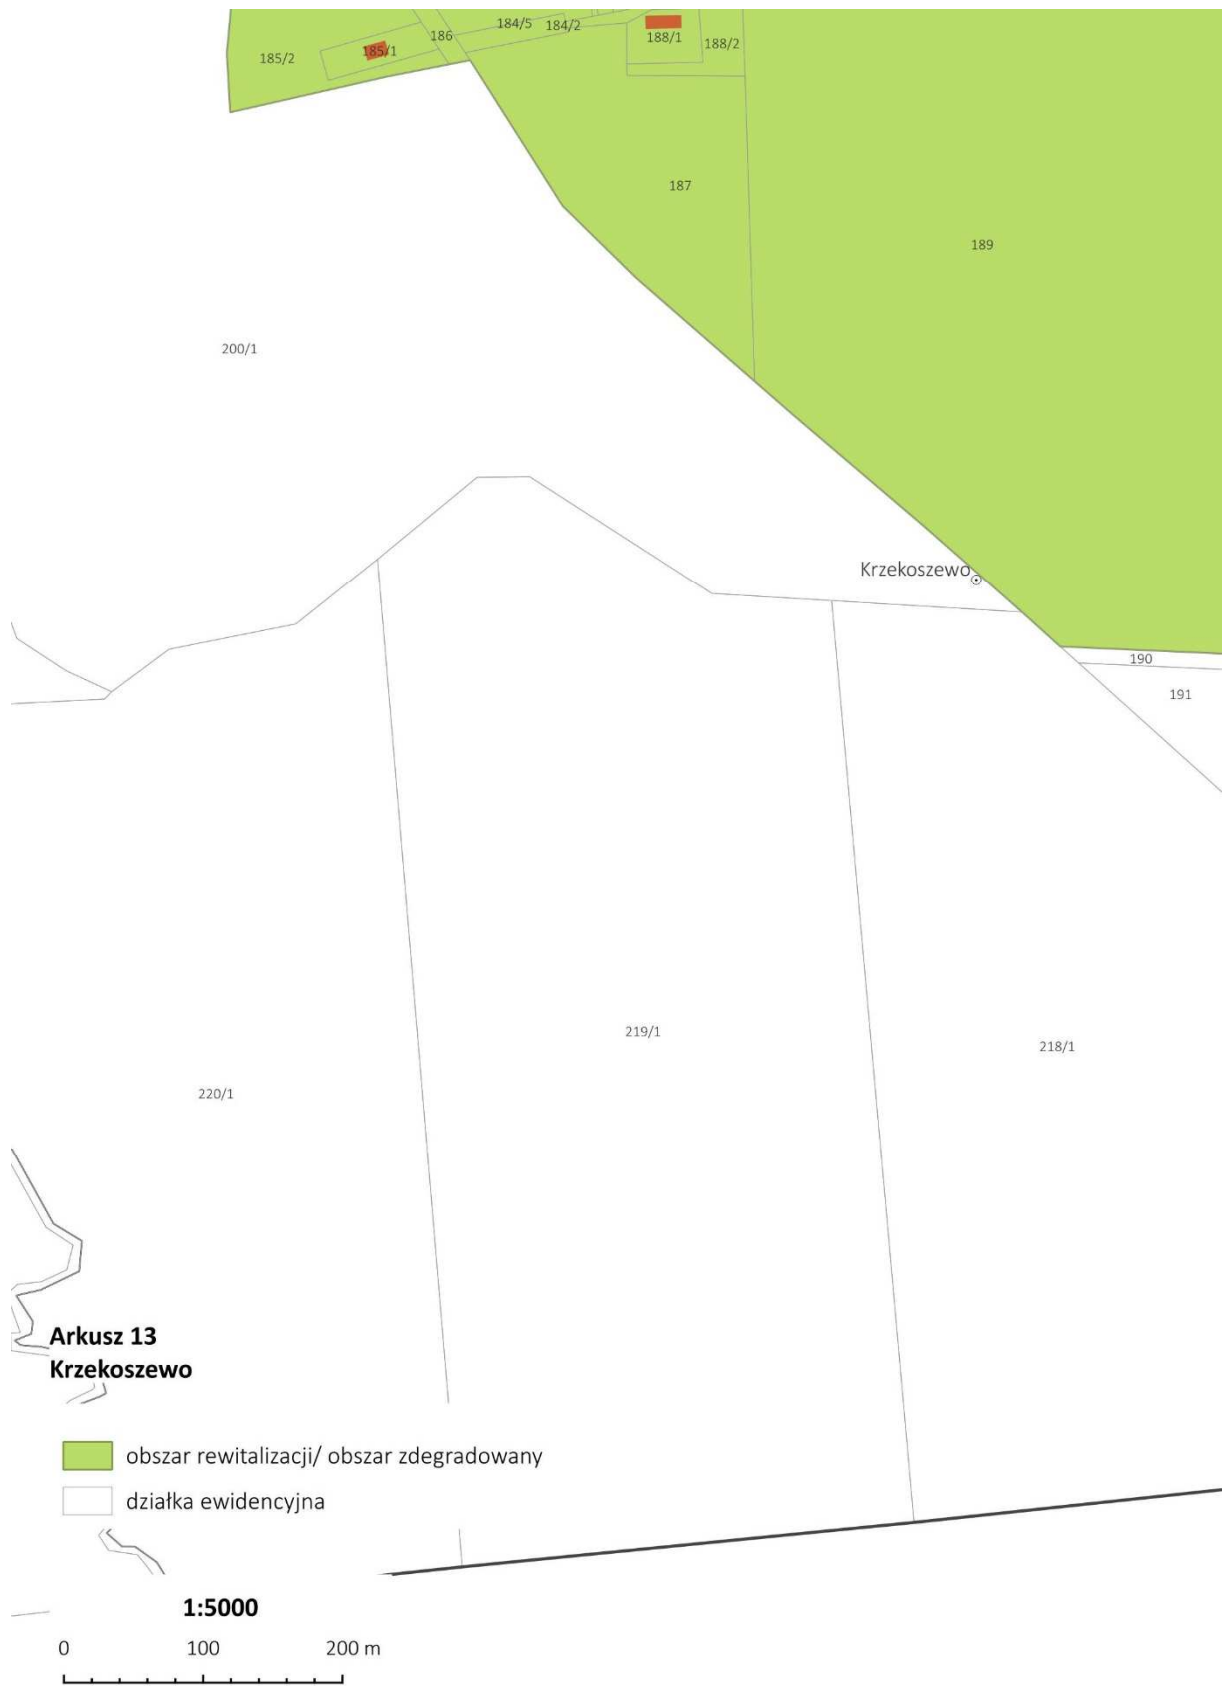 184/5
184/2
186
188/1
188/2
185/2
185/1
187
189
200/1
Krzekoszewo
190
191
219/1
218/1
220/1
Arkusz 13
Krzekoszewo
obszar rewitalizacji/ obszar zdegradowany
działka ewidencyjna
1:5000
0 100 200 m